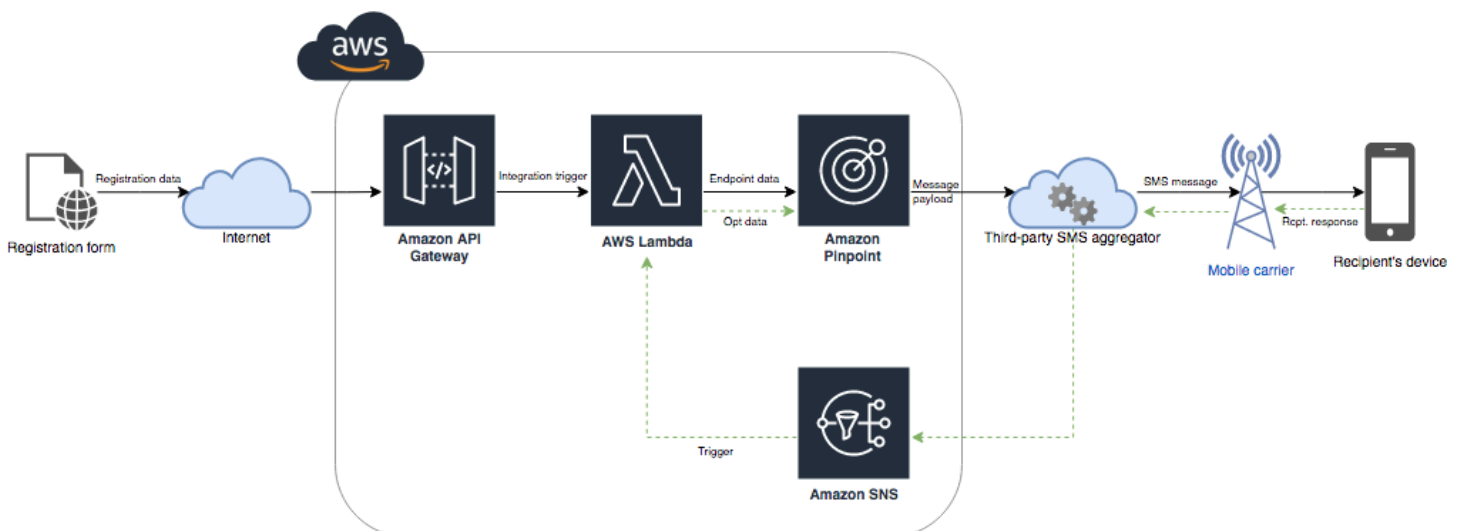 aws
Registration data
Registration form
Internet
Integration trigger
Amazon API
Gateway
AWS Lambda
Endpoint data
Opt data
Amazon
Pinpoint
Message
payload
Third-party SMS aggregator
SMS message
Mobile carrier
Rcpt. response
Recipient's device
Trigger
Amazon SNS